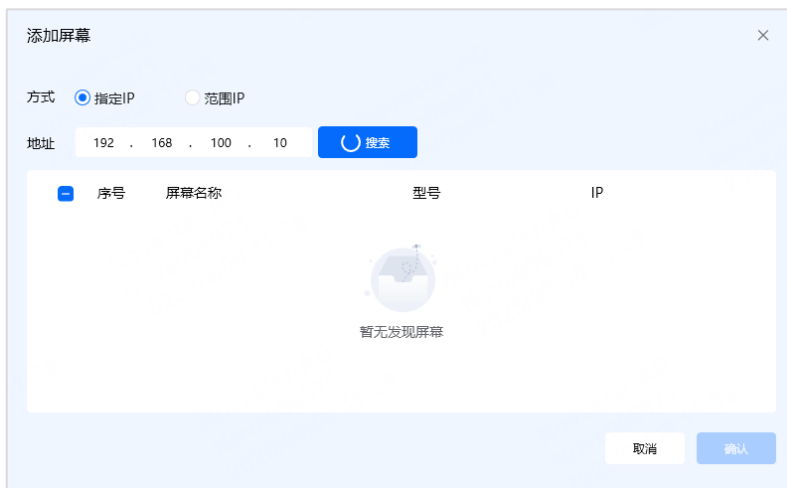 添加屏幕
方式 指定IP 范围IP
地址 192 . 168 . 100 . 10 搜索
序号 屏幕名称 型号 IP
暂无发现屏幕
取消 确认